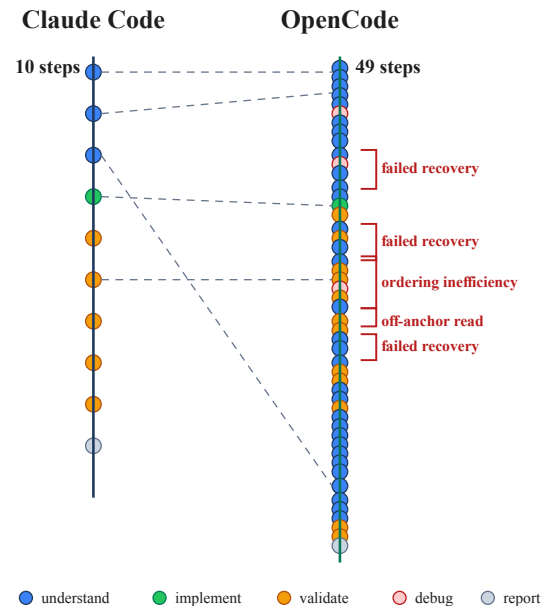 Claude Code
OpenCode
10 steps
49 steps
failed recovery
failed recovery
ordering inefficiency
off-anchor read
failed recovery
understand
implement
validate
debug
report